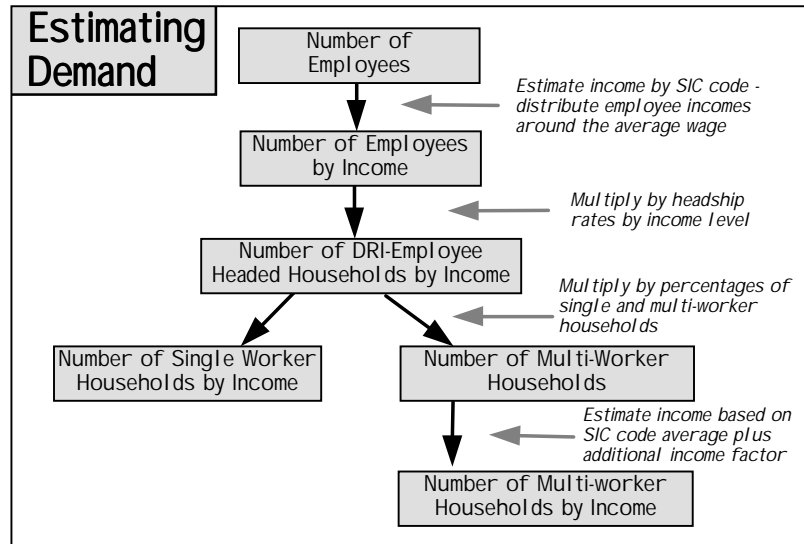 Estimating
Demand
Number of
Employees
Estimate income by SIC code -
distribute employee incomes
around the average wage
Number of Employees
by Income
Multiply by headship
rates by income level
Number of DRI-Employee
Headed Households by Income
Multiply by percentages of
single and multi-worker
households
Number of Single Worker
Households by Income
Number of Multi-Worker
Households
Estimate income based on
SIC code average plus
additional income factor
Number of Multi-worker
Households by Income